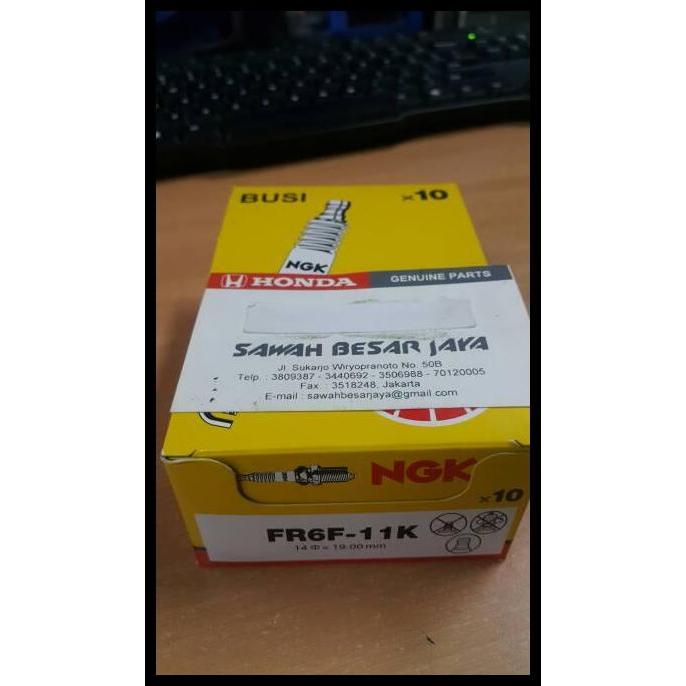 BUSI
x10
NGK
HONDA
GENUINE PARTS
SAWAH BESAR JAYA
Jl. Sukarjo Wiryopranoto No. 50B
Telp. : 3809387 - 3440692 - 3506988 - 70120005
Fax. : 3518248, Jakarta
E-mail : sawahbesarjaya@gmail.com
NGK
x10
FR6F-11K
14 Φ x 19.00 mm